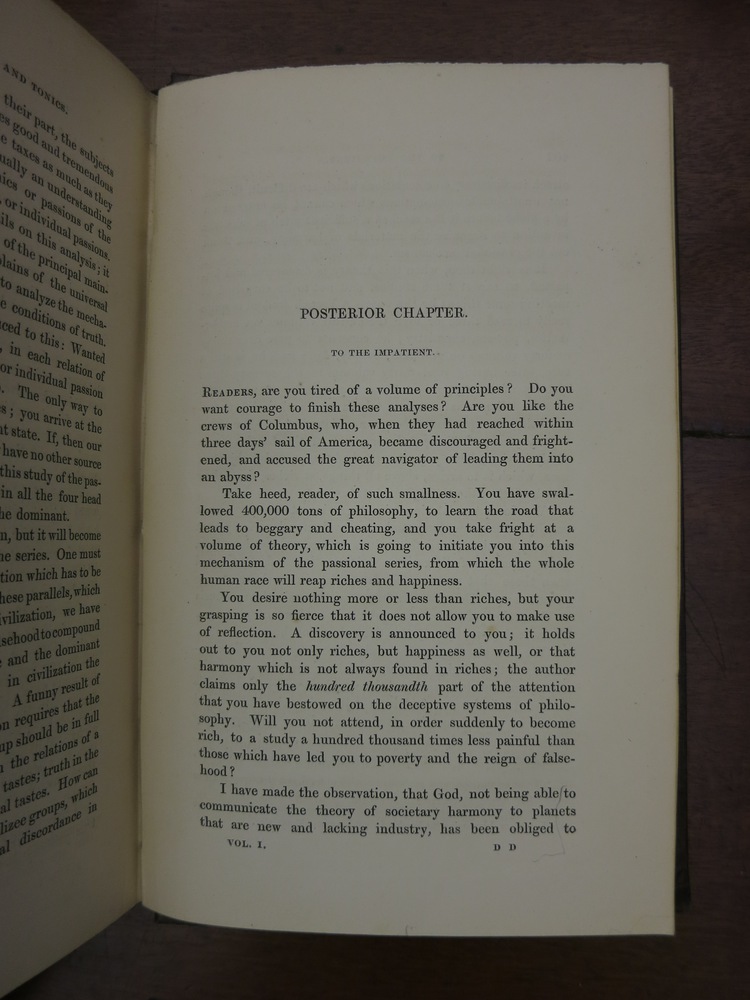 AND TONICS.
their part, the subjects
es good and tremendous
e taxes as much as they
ually an understanding
nics or passions of the
, or individual passions.
ils on this analysis; it
of the principal main-
plains of the universal
to analyze the mecha-
e conditions of truth.
ced to this: Wanted
, in each relation of
or individual passion
. The only way to
s; you arrive at the
nt state. If, then our
have no other source
this study of the pas-
in all the four head
he dominant.
n, but it will become
he series. One must
tion which has to be
hese parallels, which
ivilization, we have
sehood to compound
e and the dominant
in civilization the
A funny result of
on requires that the
up should be in full
n the relations of a
tastes; truth in the
al tastes. How can
lizee groups, which
al discordance in
POSTERIOR CHAPTER.
TO THE IMPATIENT.
READERS, are you tired of a volume of principles? Do you
want courage to finish these analyses? Are you like the
crews of Columbus, who, when they had reached within
three days' sail of America, became discouraged and fright-
ened, and accused the great navigator of leading them into
an abyss?
Take heed, reader, of such smallness. You have swal-
lowed 400,000 tons of philosophy, to learn the road that
leads to beggary and cheating, and you take fright at a
volume of theory, which is going to initiate you into this
mechanism of the passional series, from which the whole
human race will reap riches and happiness.
You desire nothing more or less than riches, but your
grasping is so fierce that it does not allow you to make use
of reflection. A discovery is announced to you; it holds
out to you not only riches, but happiness as well, or that
harmony which is not always found in riches; the author
claims only the hundred thousandth part of the attention
that you have bestowed on the deceptive systems of philo-
sophy. Will you not attend, in order suddenly to become
rich, to a study a hundred thousand times less painful than
those which have led you to poverty and the reign of false-
hood?
I have made the observation, that God, not being able to
communicate the theory of societary harmony to planets
that are new and lacking industry, has been obliged to
VOL. I. D D